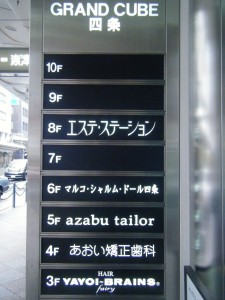 GRAND CUBE
四条
10F
9F
8F エステ・ステーション
7F
6F マルコ・シャルム・ドール四条
5F azabu tailor
4F あおい矯正歯科
HAIR
3F YAYOI-BRAINS®
fairy